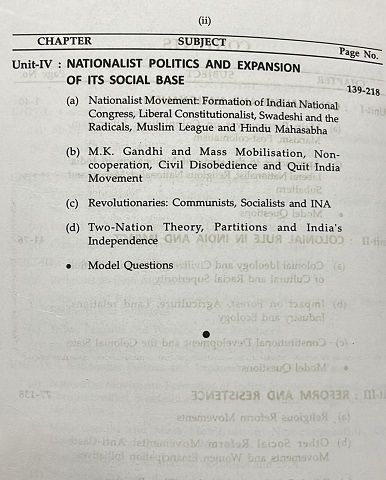 (ii)
CHAPTER SUBJECT Page No.
Unit-IV : NATIONALIST POLITICS AND EXPANSION
OF ITS SOCIAL BASE 139-218
(a) Nationalist Movement: Formation of Indian National
Congress, Liberal Constitutionalist, Swadeshi and the
Radicals, Muslim League and Hindu Mahasabha
(b) M.K. Gandhi and Mass Mobilisation, Non-
cooperation, Civil Disobedience and Quit India
Movement
(c) Revolutionaries: Communists, Socialists and INA
(d) Two-Nation Theory, Partitions and India's
Independence
• Model Questions